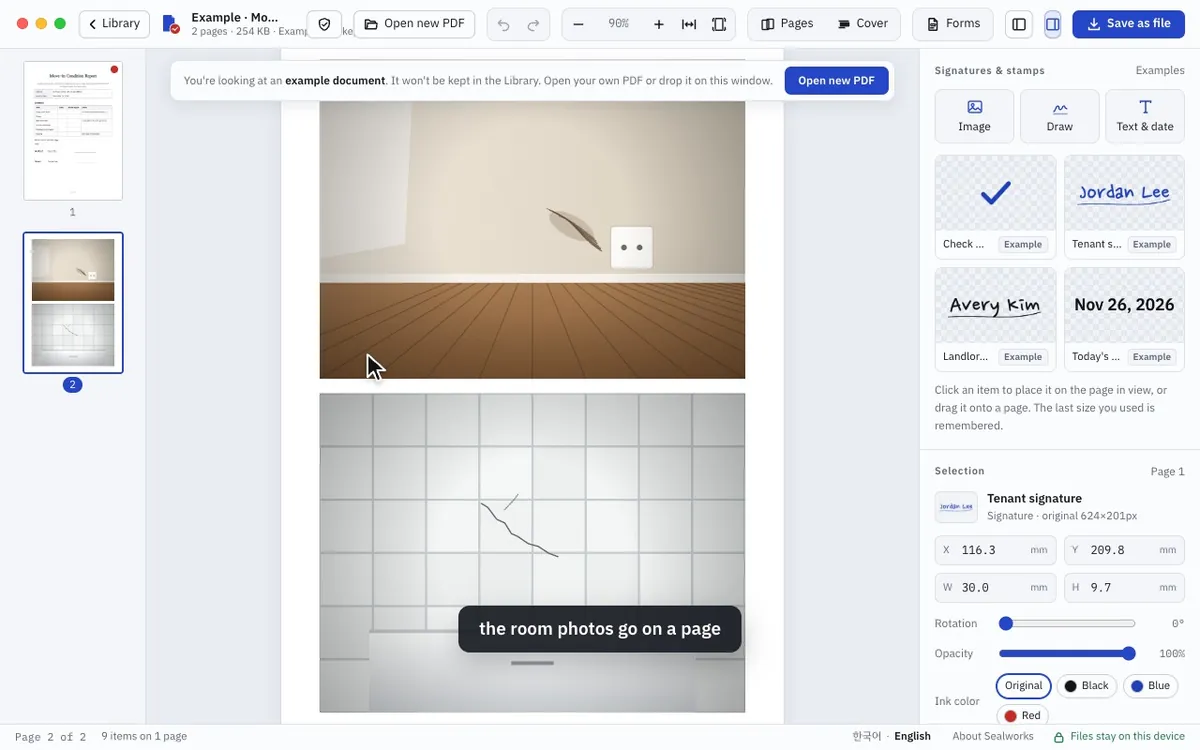 Library
Example · Mo...
2 pages · 254 KB · Examp
ke
Open new PDF
90%
Pages
Cover
Forms
Save as file
You're looking at an example document. It won't be kept in the Library. Open your own PDF or drop it on this window.
Open new PDF
Move-in Condition Report
1
2
the room photos go on a page
Signatures & stamps
Examples
Image
Draw
Text & date
Jordan Lee
Check ...
Example
Tenant s...
Example
Avery Kim
Nov 26, 2026
Landlor...
Example
Today's ...
Example
Click an item to place it on the page in view, or
drag it onto a page. The last size you used is
remembered.
Selection
Page 1
Jordan Lee
Tenant signature
Signature · original 624×201px
X 116.3 mm
Y 209.8 mm
W 30.0 mm
H 9.7 mm
Rotation
0°
Opacity
100%
Ink color
Original
Black
Blue
Red
Page 2 of 2
9 items on 1 page
한국어 · English
About Sealworks
Files stay on this device